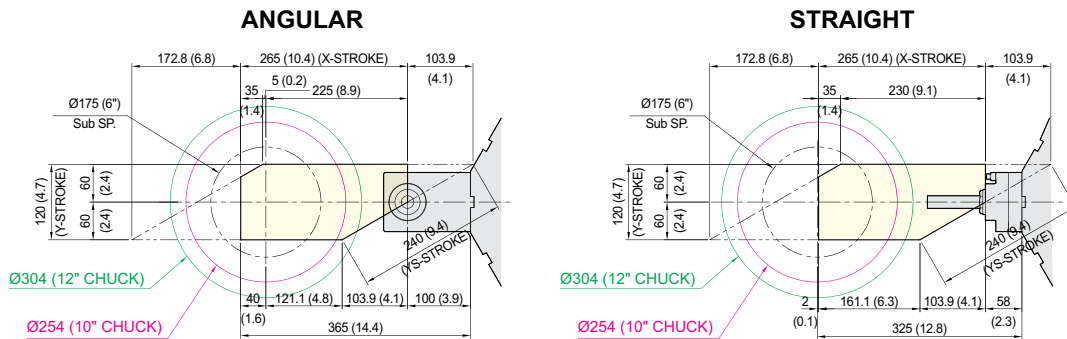 ANGULAR
172.8 (6.8)
265 (10.4) (X-STROKE)
103.9
(4.1)
5 (0.2)
35
(1.4)
225 (8.9)
Ø175 (6")
Sub SP.
120 (4.7)
(Y-STROKE)
60
(2.4)
60
(2.4)
240 (9.4)
(YS-STROKE)
Ø304 (12" CHUCK)
Ø254 (10" CHUCK)
40
(1.6)
121.1 (4.8)
103.9 (4.1)
100 (3.9)
365 (14.4)
STRAIGHT
172.8 (6.8)
265 (10.4) (X-STROKE)
103.9
(4.1)
35
(1.4)
230 (9.1)
Ø175 (6")
Sub SP.
120 (4.7)
(Y-STROKE)
60
(2.4)
60
(2.4)
240 (9.4)
(YS-STROKE)
Ø304 (12" CHUCK)
Ø254 (10" CHUCK)
2
(0.1)
161.1 (6.3)
103.9 (4.1)
58
(2.3)
325 (12.8)